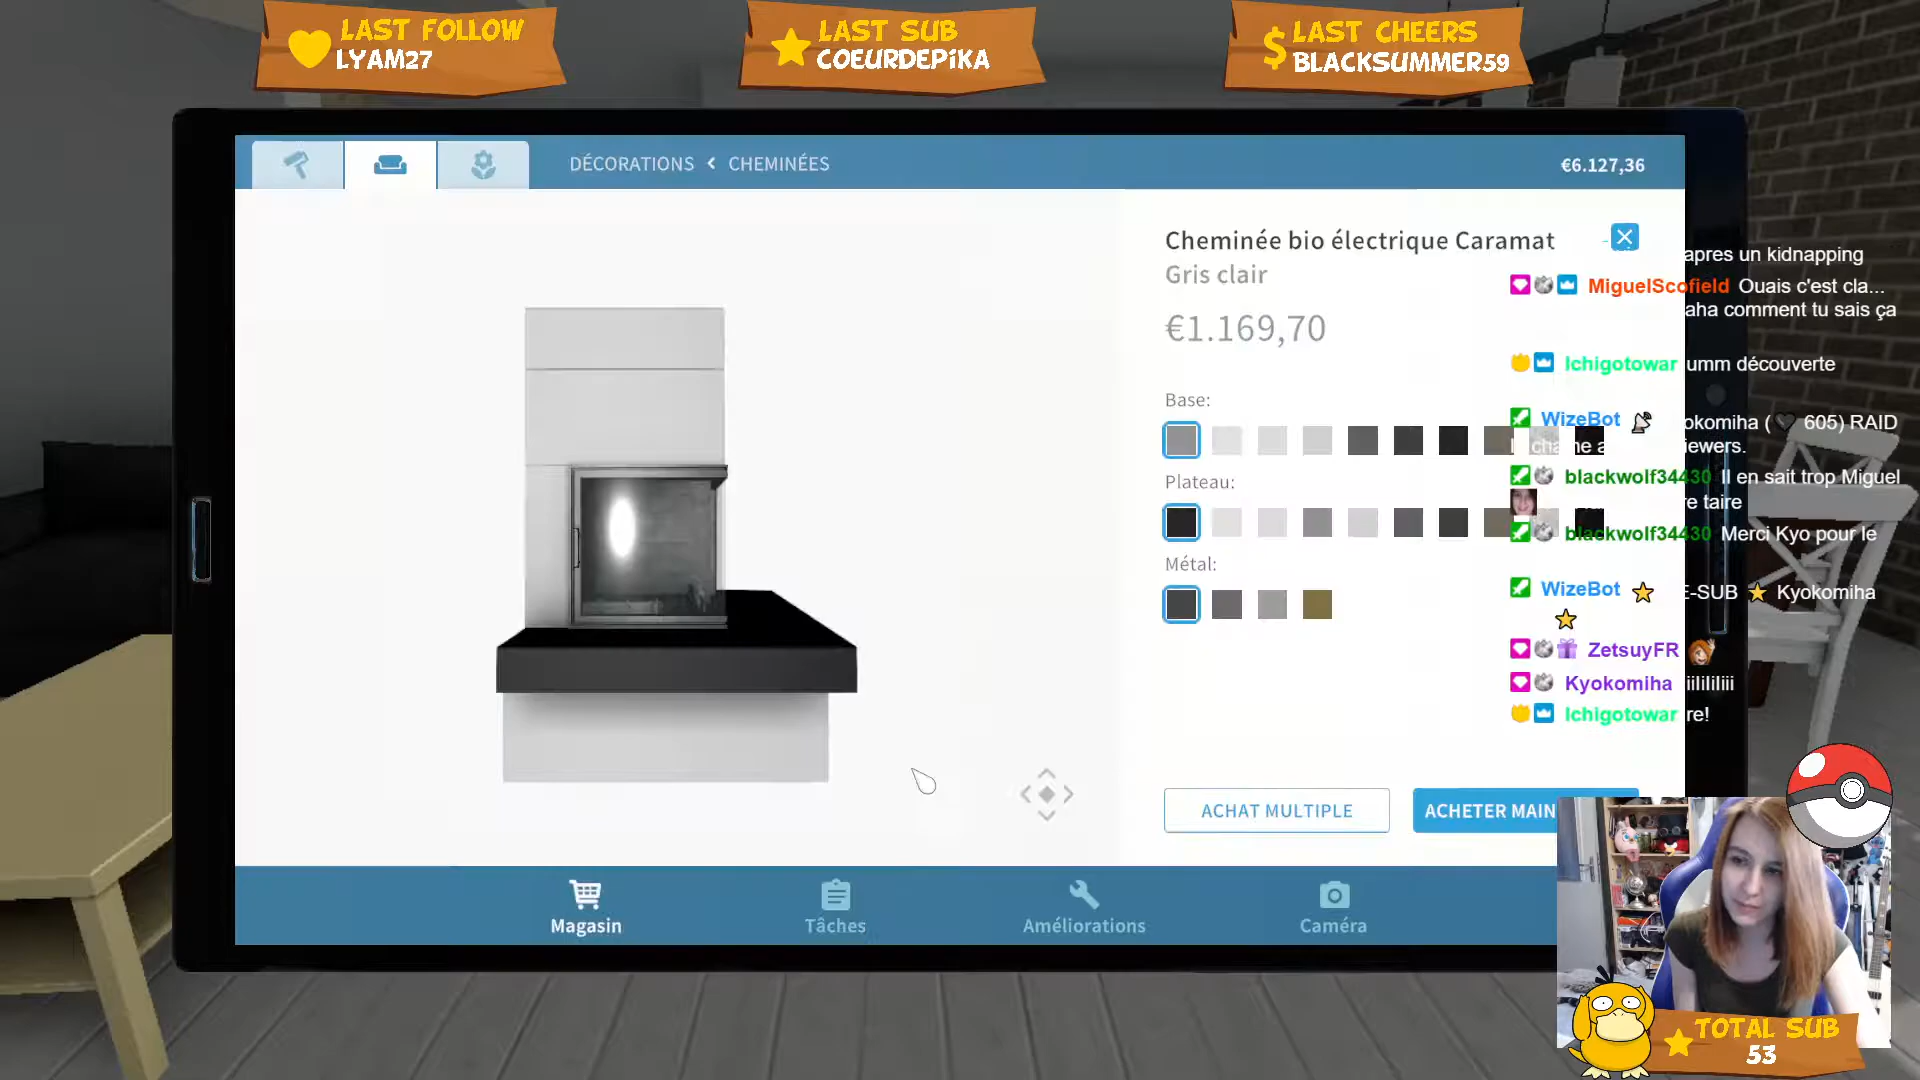 LAST FOLLOW
LYAM27
LAST SUB
COEURDEPIKA
LAST CHEERS
BLACKSUMMER59
DÉCORATIONS < CHEMINÉES
€6.127,36
Cheminée bio électrique Caramat
Gris clair
€1.169,70
Base:
Plateau:
Métal:
ACHAT MULTIPLE
ACHETER MAIN
Magasin
Tâches
Améliorations
Caméra
apres un kidnapping
MiguelScofield Ouais c'est cla...
aha comment tu sais ça
Ichigotowar umm découverte
WizeBot okomiha ( 605) RAID
iewers.
blackwolf34430 Il en sait trop Miguel
re taire
blackwolf34430 Merci Kyo pour le
WizeBot E-SUB Kyokomiha
ZetsuyFR
Kyokomiha iilililiii
Ichigotowar re!
TOTAL SUB
53